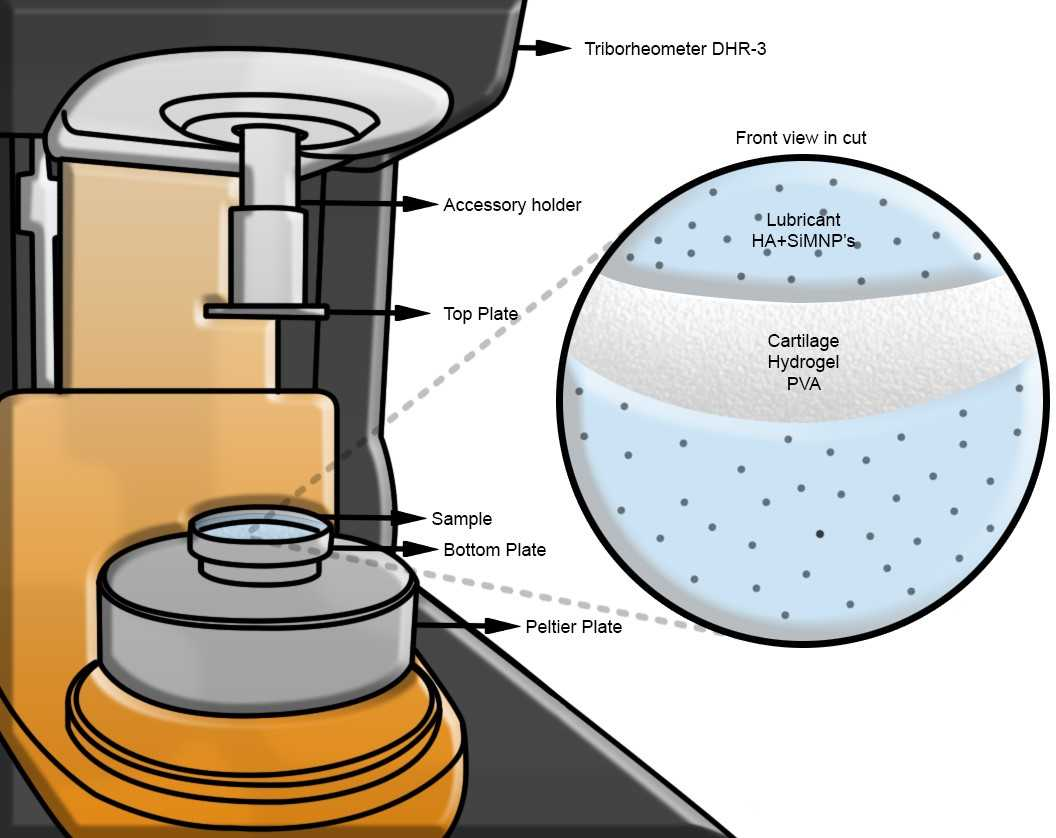 Triborheometer DHR-3
Front view in cut
Accessory holder
Lubricant
HA+SiMNP's
Top Plate
Cartilage
Hydrogel
PVA
Sample
Bottom Plate
Peltier Plate